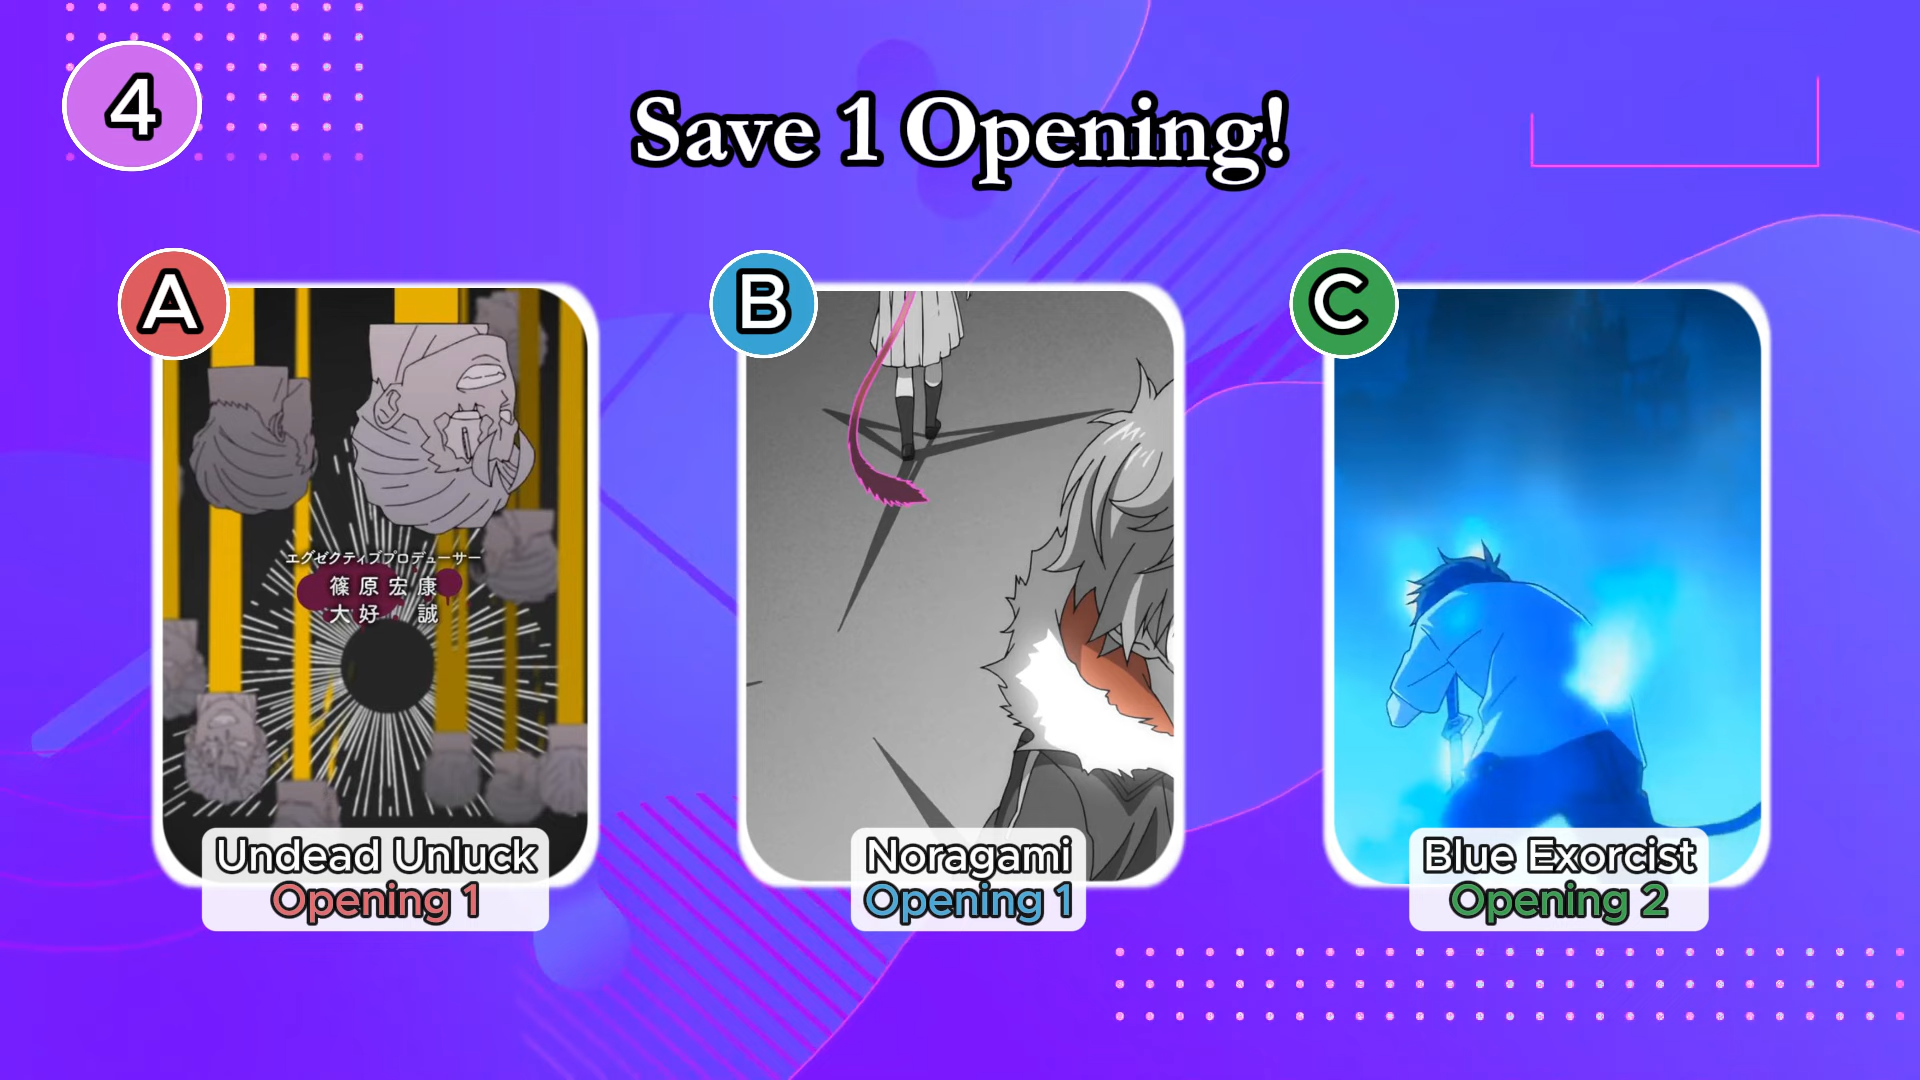 4
Save 1 Opening!
A
エグゼクティブプロデューサー
篠原宏康
大好 誠
Undead Unluck
Opening 1
B
Noragami
Opening 1
C
Blue Exorcist
Opening 2